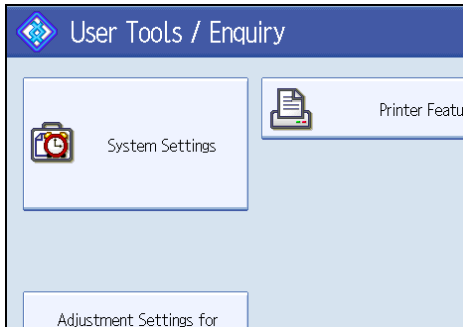 User Tools / Enquiry
System Settings
Printer Featu
Adjustment Settings for